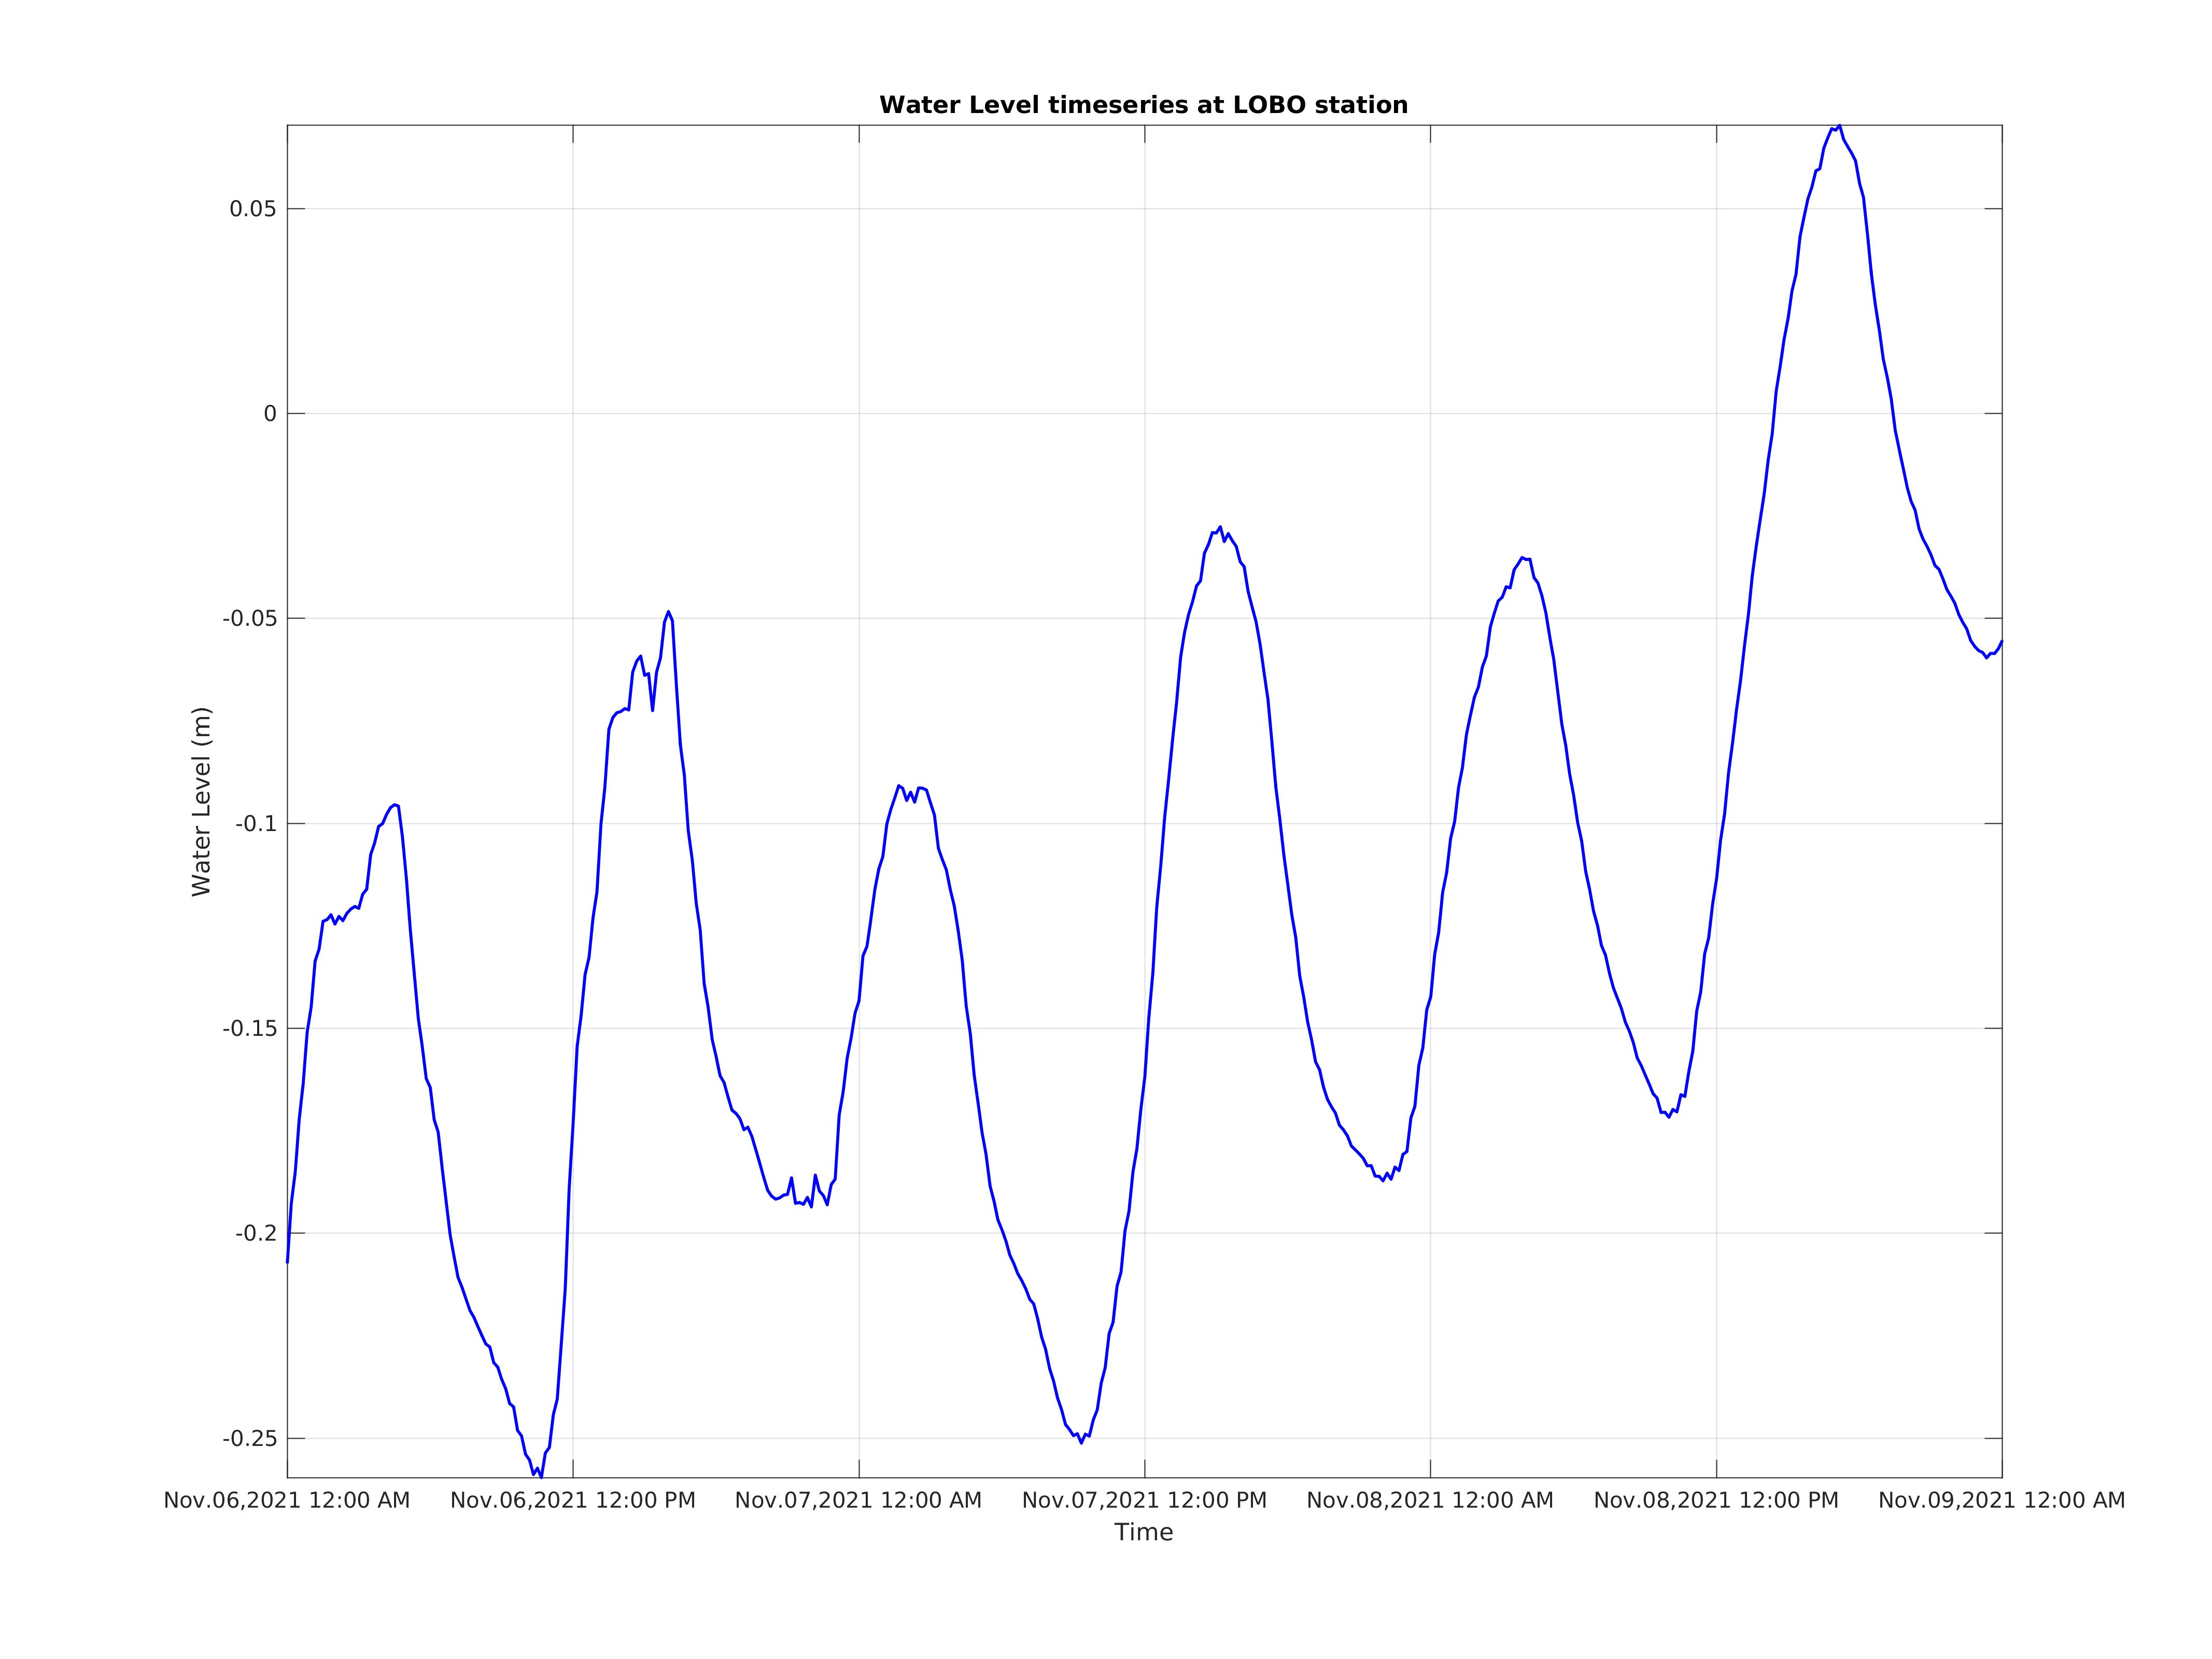 Water Level timeseries at LOBO station
0.05
0
-0.05
-0.1
-0.15
-0.2
-0.25
Water Level (m)
Nov.06,2021 12:00 AM Nov.06,2021 12:00 PM Nov.07,2021 12:00 AM Nov.07,2021 12:00 PM Nov.08,2021 12:00 AM Nov.08,2021 12:00 PM Nov.09,2021 12:00 AM
Time